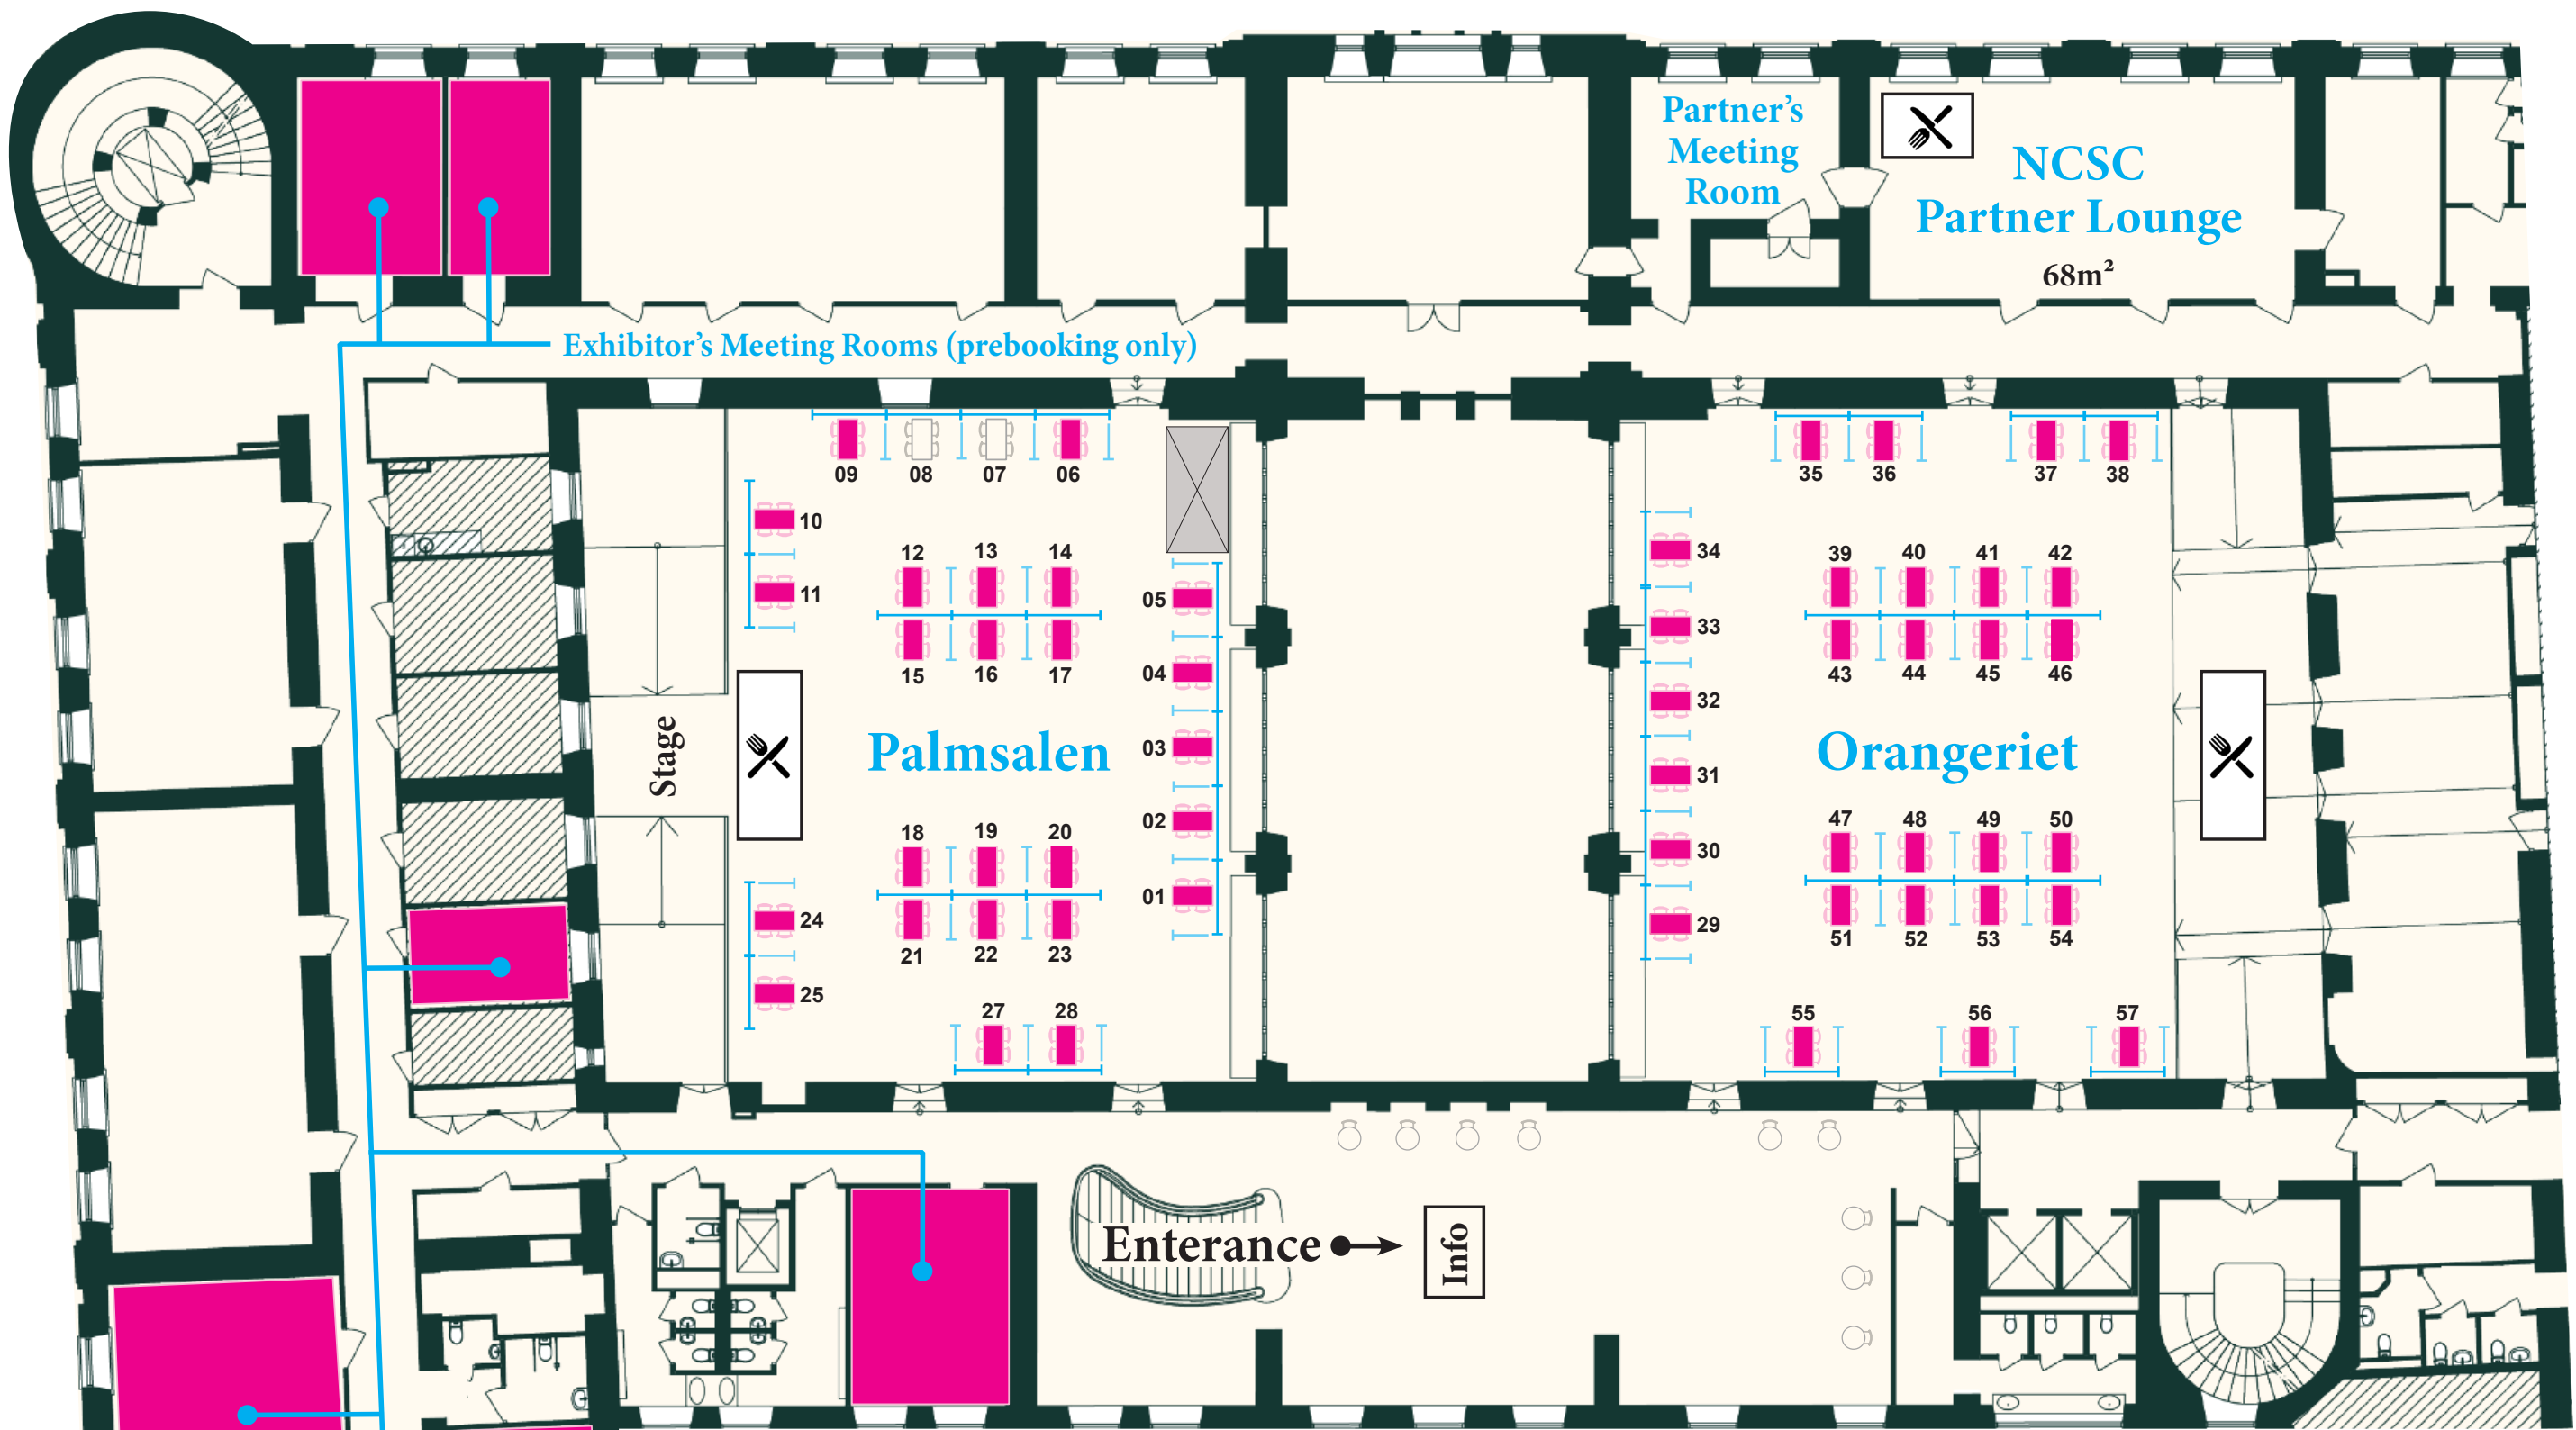 Partner's
Meeting
Room
NCSC
Partner Lounge
68m²
Exhibitor's Meeting Rooms (prebooking only)
09 08 07 06
35 36 37 38
10
11
12 13 14
15 16 17
05
04
03
02
01
34
33
32
31
30
29
39 40 41 42
43 44 45 46
Stage
Palmsalen
Orangeriet
18 19 20
21 22 23
47 48 49 50
51 52 53 54
24
25
27 28
55 56 57
Enterance
Info